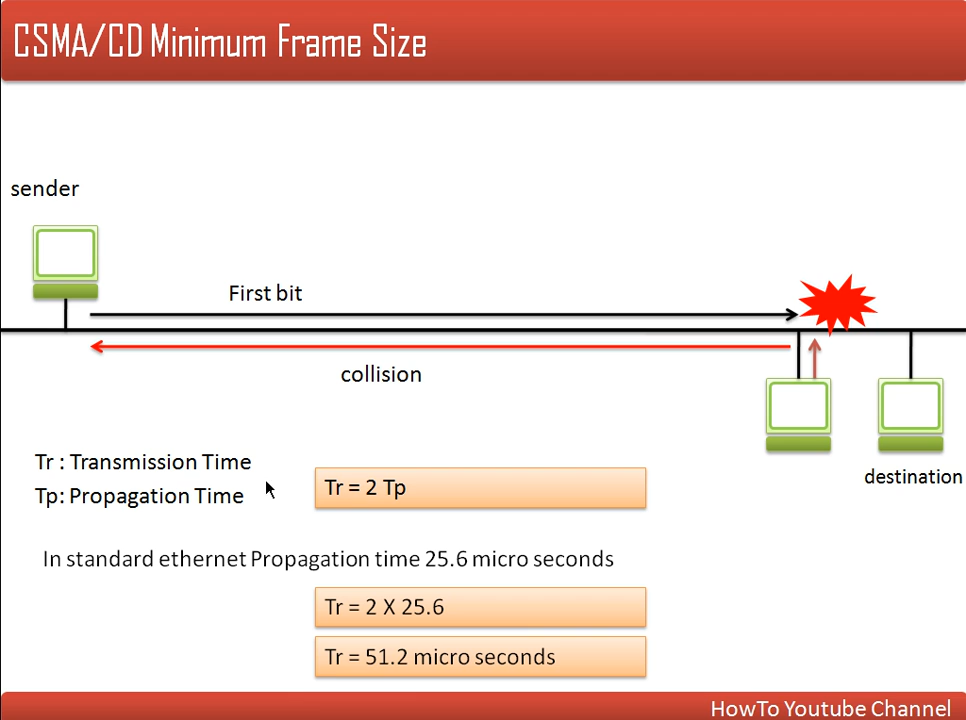 CSMA/CD Minimum Frame Size
sender
First bit
collision
destination
Tr : Transmission Time
Tp: Propagation Time
Tr = 2 Tp
In standard ethernet Propagation time 25.6 micro seconds
Tr = 2 X 25.6
Tr = 51.2 micro seconds
HowTo Youtube Channel